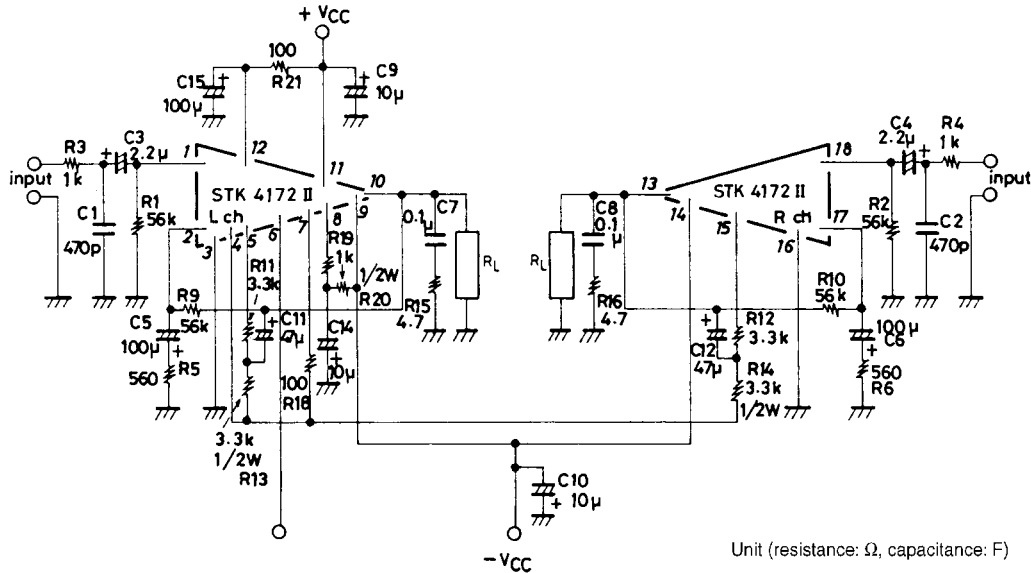 + VCC
100
R21
C15 +
100µ
+ C9
10µ
R3
1k
input
C3
+
2.2µ
C1
470p
R1
56k
1
12
11
10
STK 4172 II
L ch
2
3
4
5
6
7
8
9
R19
1k
1/2W
R20
R11
3.3k
C11
47µ
C14
+
10µ
100
R18
3.3k
1/2W
R13
R9
56k
C5
100µ
+
R5
560
C7
0.1µ
R15
4.7
RL
RL
C8
0.1µ
R16
4.7
13
14
15
16
17
18
STK 4172 II
R ch
C4
2.2µ
+
R4
1k
input
R2
56k
C2
470p
R10
56k
100µ
C6
+
560
R6
+
C12
47µ
R12
3.3k
R14
3.3k
1/2W
C10
+ 10µ
– VCC
Unit (resistance: Ω, capacitance: F)